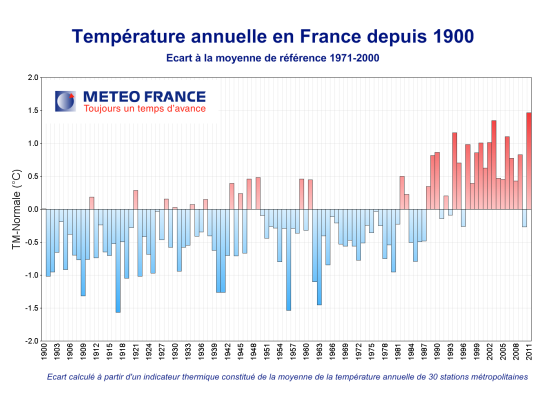 Température annuelle en France depuis 1900
Ecart à la moyenne de référence 1971-2000
METEO FRANCE
Toujours un temps d'avance
TM-Normale (°C)
2.0
1.5
1.0
0.5
0.0
-0.5
-1.0
-1.5
-2.0
1900 1903 1906 1909 1912 1915 1918 1921 1924 1927 1930 1933 1936 1939 1942 1945 1948 1951 1954 1957 1960 1963 1966 1969 1972 1975 1978 1981 1984 1987 1990 1993 1996 1999 2002 2005 2008 2011
Ecart calculé à partir d'un indicateur thermique constitué de la moyenne de la température annuelle de 30 stations métropolitaines